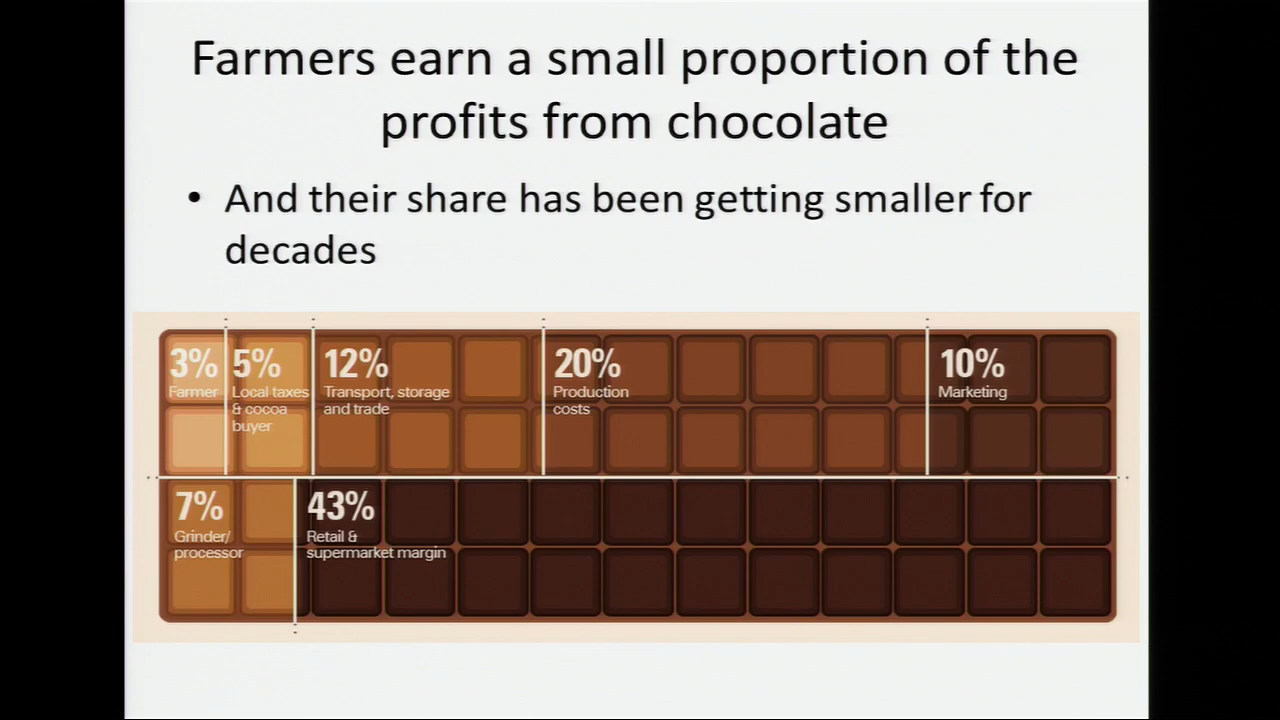 Farmers earn a small proportion of the
profits from chocolate
• And their share has been getting smaller for
decades
3%
Farmer
5%
Local taxes
& cocoa
buyer
12%
Transport, storage
and trade
20%
Production
costs
10%
Marketing
7%
Grinder/
processor
43%
Retail &
supermarket margin